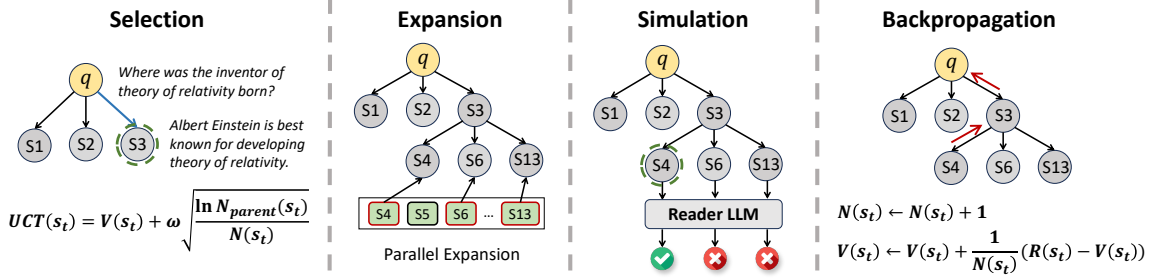 Selection
q
Where was the inventor of
theory of relativity born?
S1
S2
S3
Albert Einstein is best
known for developing
theory of relativity.
UCT(s_t) = V(s_t) + ω√(ln N_parent(s_t) / N(s_t))
Expansion
q
S1
S2
S3
S4
S6
S13
S4
S5
S6
...
S13
Parallel Expansion
Simulation
q
S1
S2
S3
S4
S6
S13
Reader LLM
Backpropagation
q
S1
S2
S3
S4
S6
S13
N(s_t) ← N(s_t) + 1
V(s_t) ← V(s_t) + 1/N(s_t) (R(s_t) − V(s_t))